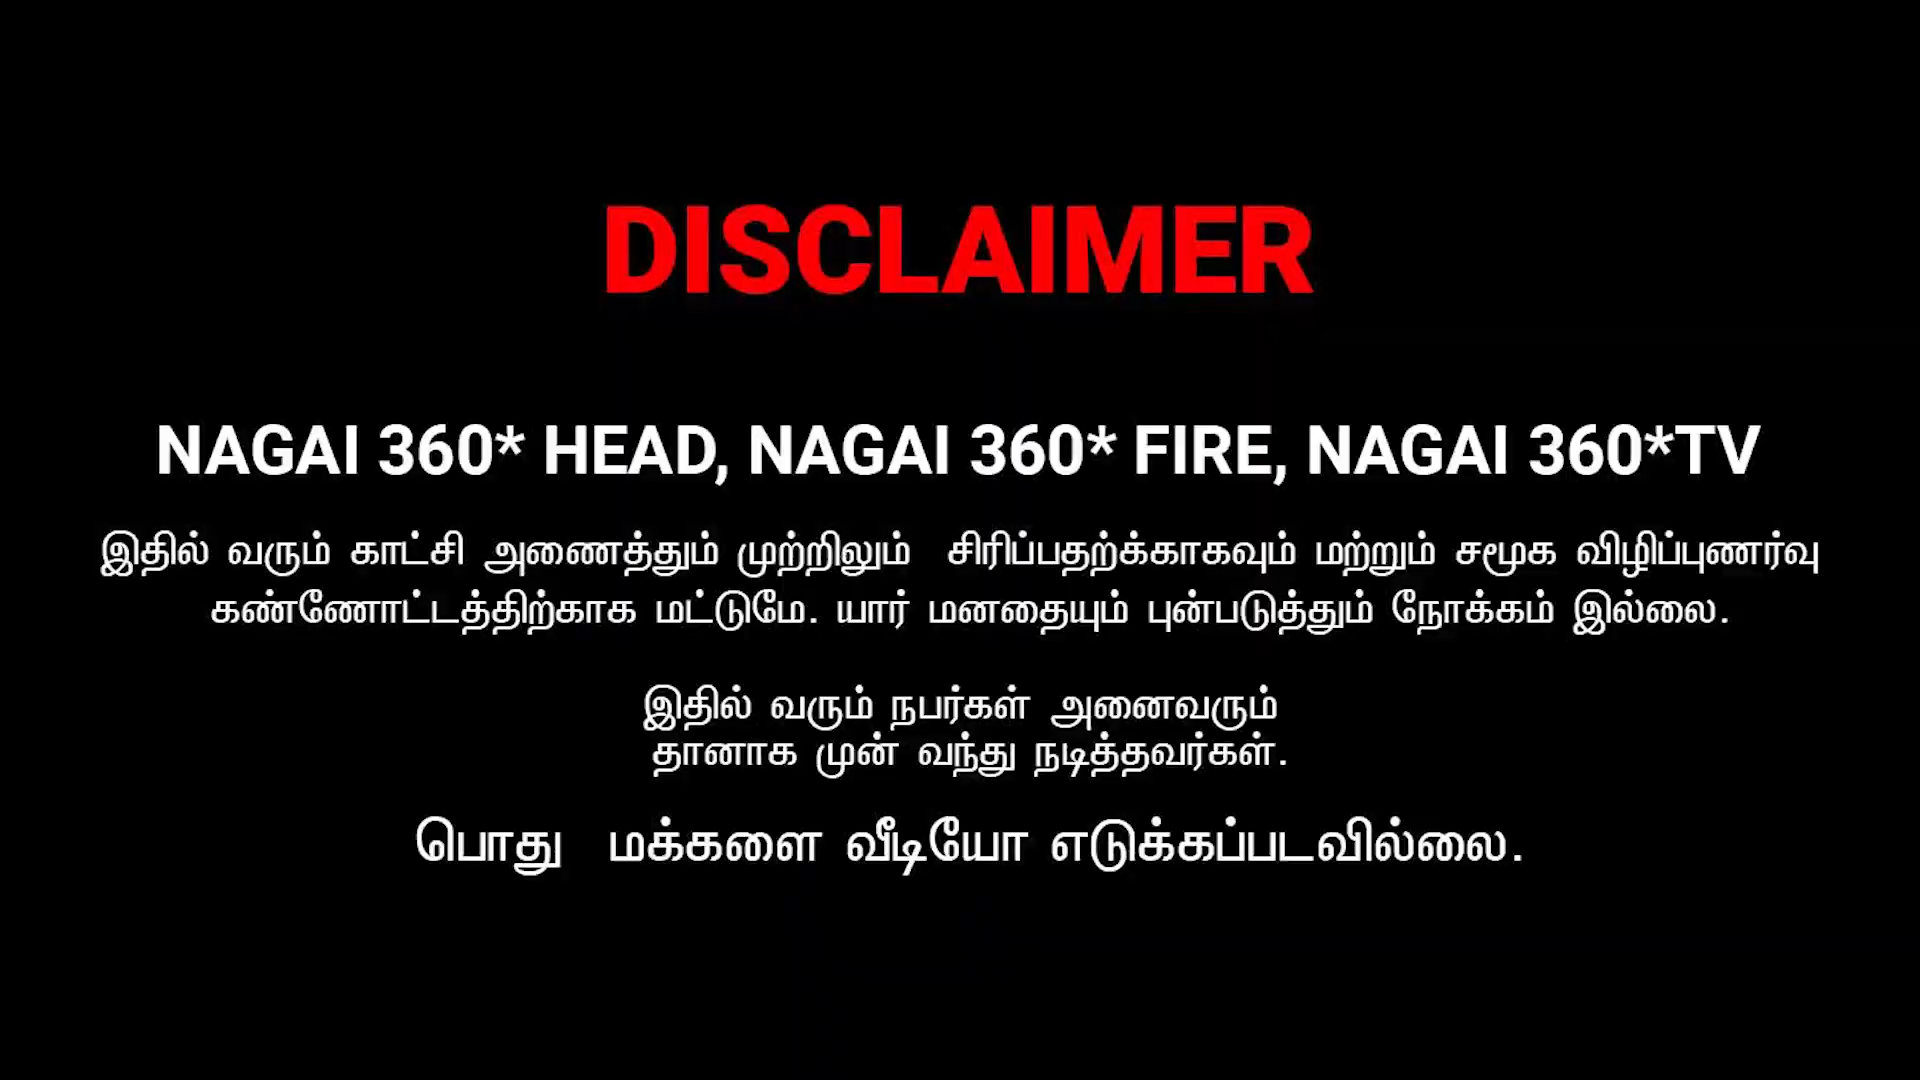 DISCLAIMER
NAGAI 360* HEAD, NAGAI 360* FIRE, NAGAI 360*TV
இதில் வரும் காட்சி அணைத்தும் முற்றிலும் சிரிப்பதற்க்காகவும் மற்றும் சமூக விழிப்புணர்வு
கண்ணோட்டத்திற்காக மட்டுமே. யார் மனதையும் புன்படுத்தும் நோக்கம் இல்லை.
இதில் வரும் நபர்கள் அனைவரும்
தானாக முன் வந்து நடித்தவர்கள்.
பொது மக்களை வீடியோ எடுக்கப்படவில்லை.